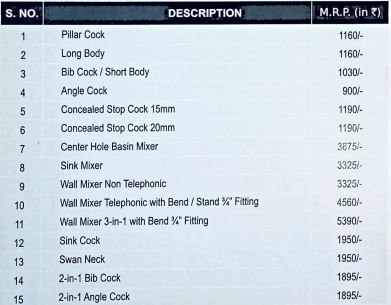 S. NO. DESCRIPTION M.R.P. (in ₹)
1 Pillar Cock 1160/-
2 Long Body 1160/-
3 Bib Cock / Short Body 1030/-
4 Angle Cock 900/-
5 Concealed Stop Cock 15mm 1190/-
6 Concealed Stop Cock 20mm 1190/-
7 Center Hole Basin Mixer 3675/-
8 Sink Mixer 3325/-
9 Wall Mixer Non Telephonic 3325/-
10 Wall Mixer Telephonic with Bend / Stand ¾" Fitting 4560/-
11 Wall Mixer 3-in-1 with Bend ¾" Fitting 5390/-
12 Sink Cock 1950/-
13 Swan Neck 1950/-
14 2-in-1 Bib Cock 1895/-
15 2-in-1 Angle Cock 1895/-